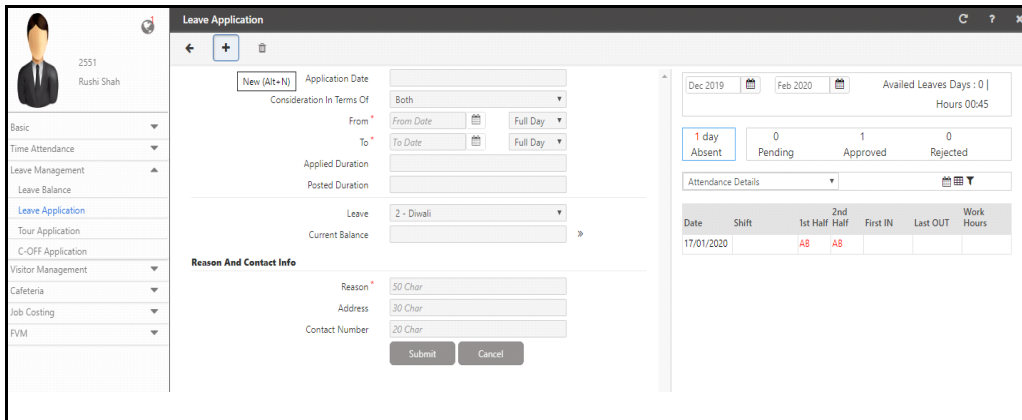 Leave Application
1
2551
Rushi Shah
Basic
Time Attendance
Leave Management
Leave Balance
Leave Application
Tour Application
C-OFF Application
Visitor Management
Cafeteria
Job Costing
FVM
New (Alt+N)
Application Date
Consideration In Terms Of Both
From * From Date Full Day
To * To Date Full Day
Applied Duration
Posted Duration
Leave 2 - Diwali
Current Balance »
Reason And Contact Info
Reason * 50 Char
Address 30 Char
Contact Number 20 Char
Submit Cancel
Dec 2019 Feb 2020 Availed Leaves Days : 0 |
Hours 00:45
1 day 0 1 0
Absent Pending Approved Rejected
Attendance Details
Date Shift 1st Half 2nd Half First IN Last OUT Work Hours
17/01/2020 AB AB